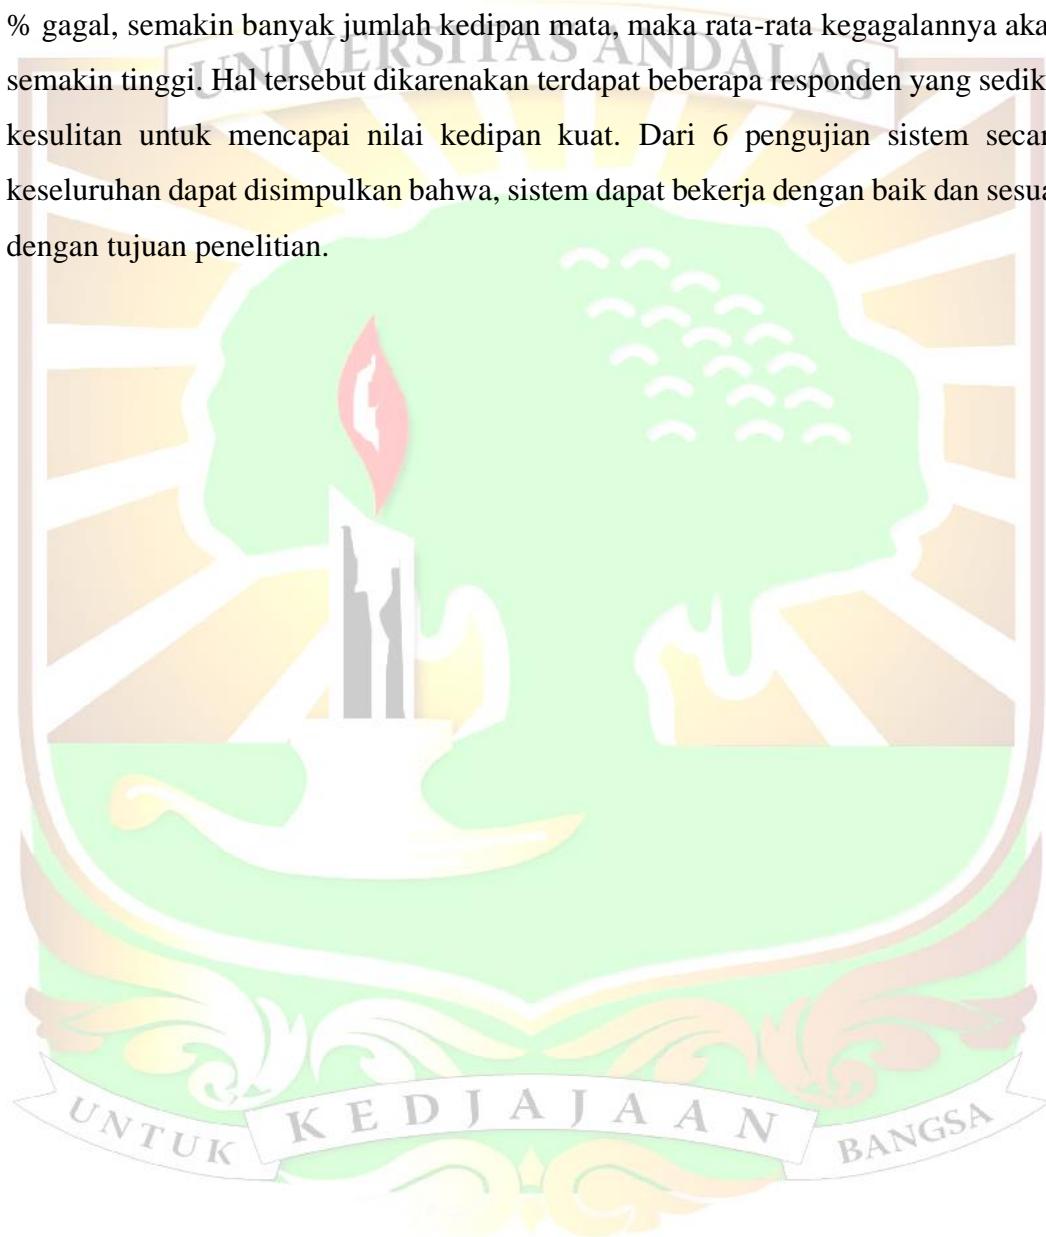 % gagal, semakin banyak jumlah kedipan mata, maka rata-rata kegagalannya aka
semakin tinggi. Hal tersebut dikarenakan terdapat beberapa responden yang sedik
kesulitan untuk mencapai nilai kedipan kuat. Dari 6 pengujian sistem secar
keseluruhan dapat disimpulkan bahwa, sistem dapat bekerja dengan baik dan sesua
dengan tujuan penelitian.
UNIVERSITAS ANDALAS
UNTUK KEDJAJAAN BANGSA